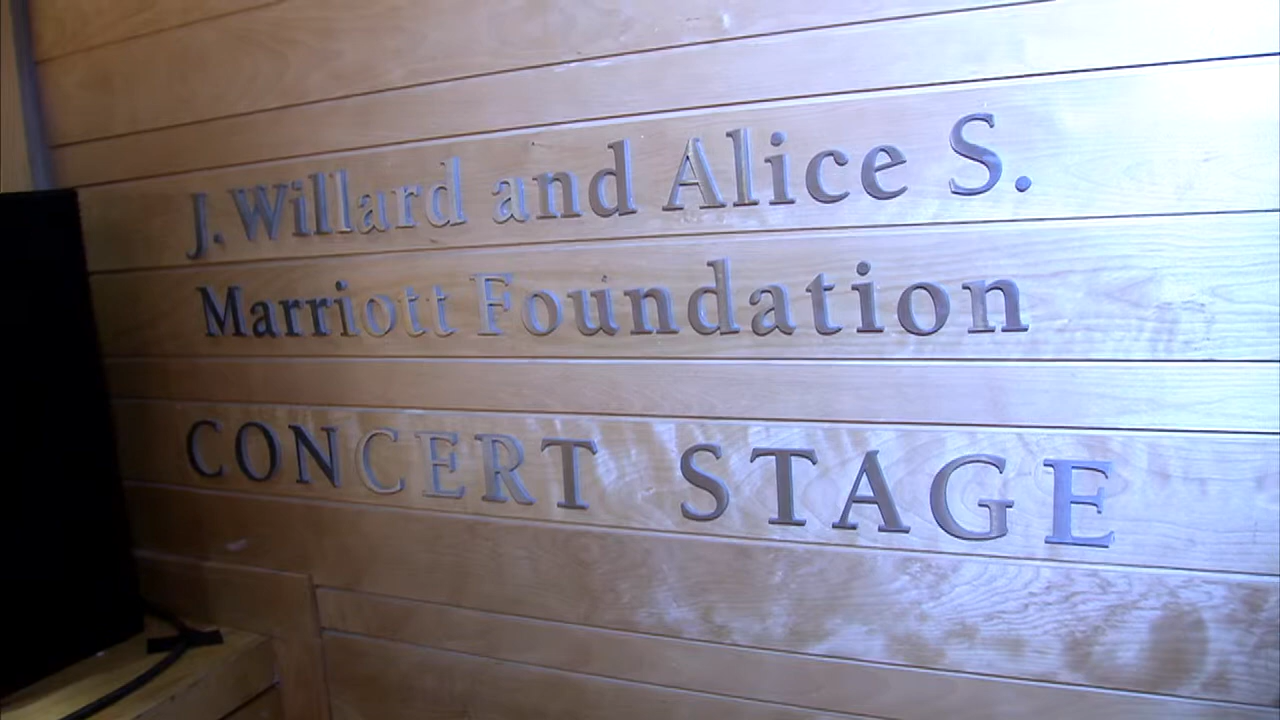 J. Willard and Alice S.
Marriott Foundation
CONCERT STAGE